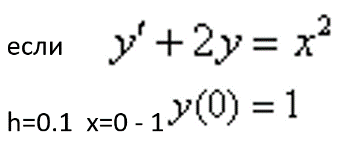 если y′ + 2y = x²
h=0.1 x=0 - 1 y(0) = 1